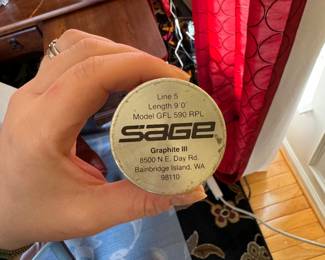 Line 5
Length 9'0"
Model GFL 590 RPL
SAGE
Graphite III
8500 N.E. Day Rd.
Bainbridge Island, WA
98110